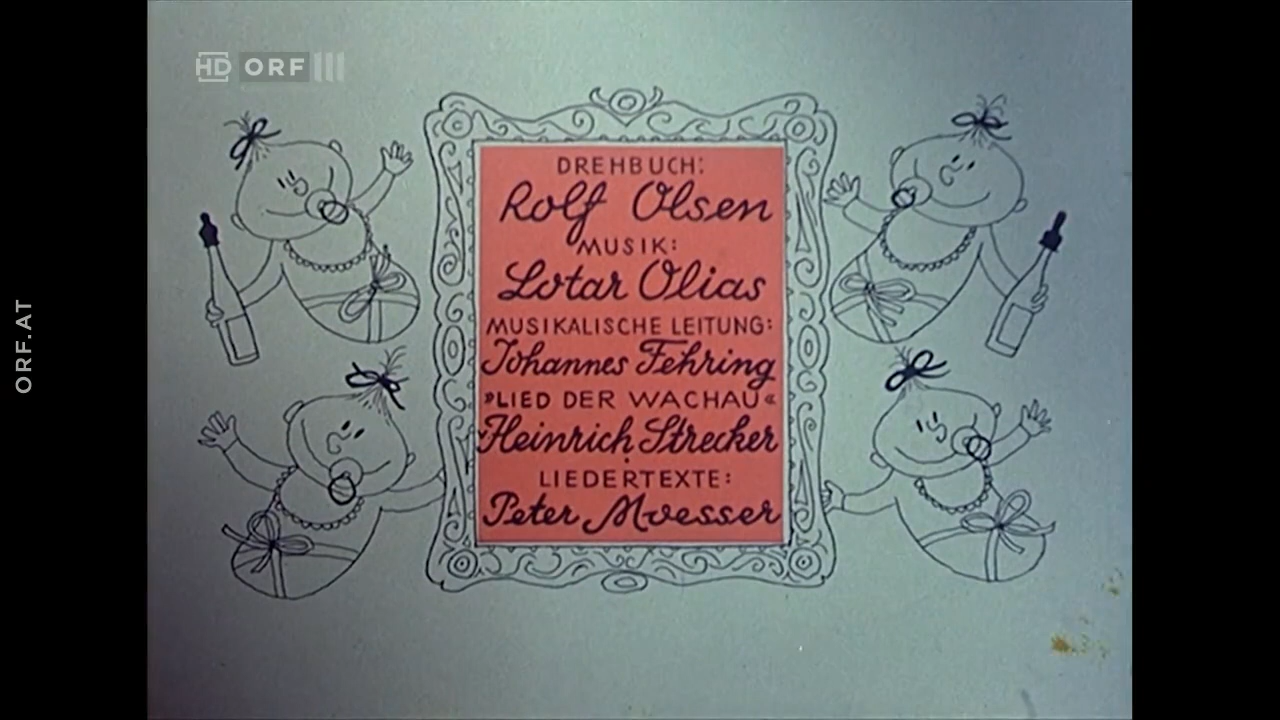 HD ORF III
DREHBUCH:
Rolf Olsen
MUSIK:
Lotar Olias
MUSIKALISCHE LEITUNG:
Johannes Fehring
»LIED DER WACHAU«
Heinrich Strecker
LIEDERTEXTE:
Peter Moesser
ORF.AT